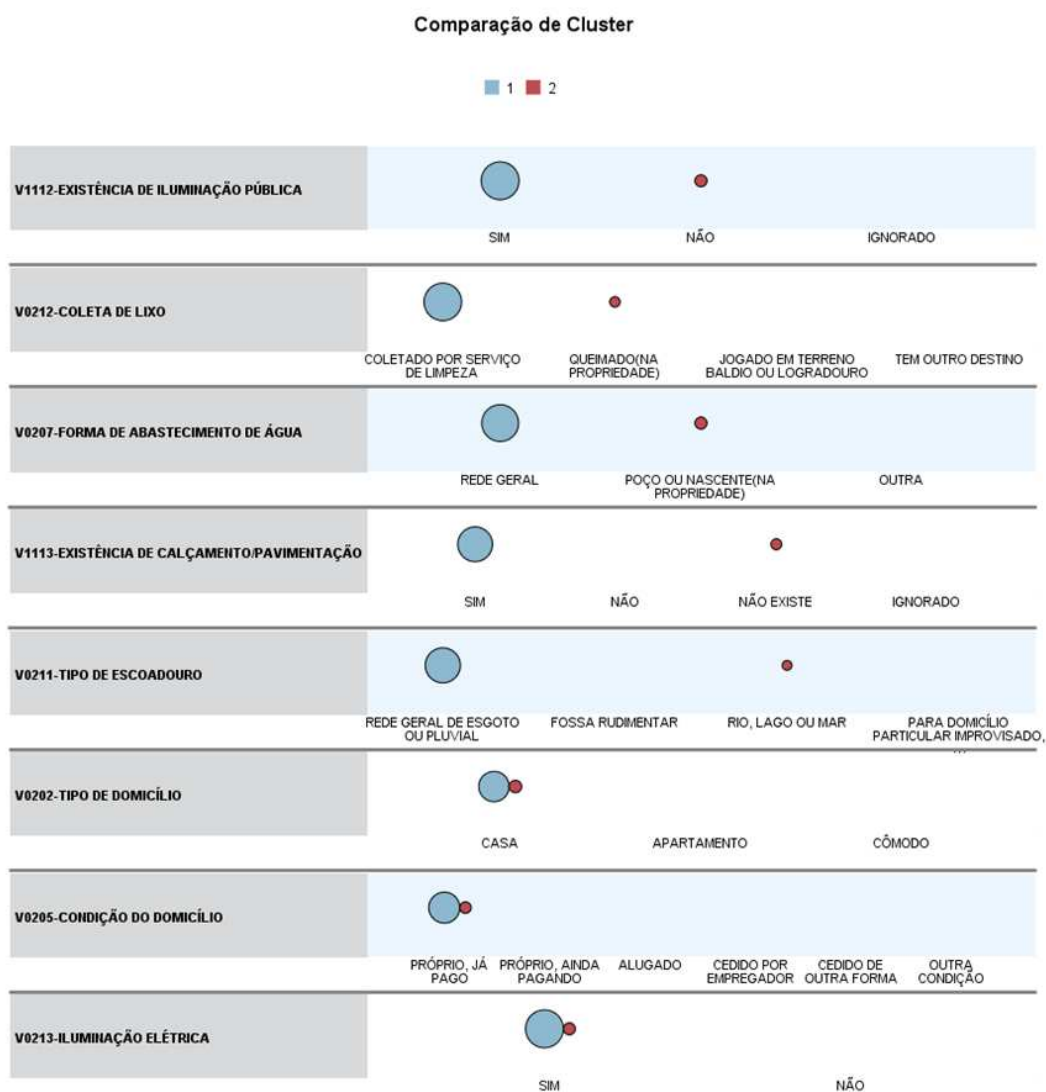 Comparação de Cluster
1 2
V1112-EXISTÊNCIA DE ILUMINAÇÃO PÚBLICA
SIM NÃO IGNORADO
V0212-COLETA DE LIXO
COLETADO POR SERVIÇO DE LIMPEZA
QUEIMADO(NA PROPRIEDADE)
JOGADO EM TERRENO BALDIO OU LOGRADOURO
TEM OUTRO DESTINO
V0207-FORMA DE ABASTECIMENTO DE ÁGUA
REDE GERAL
POÇO OU NASCENTE(NA PROPRIEDADE)
OUTRA
V1113-EXISTÊNCIA DE CALÇAMENTO/PAVIMENTAÇÃO
SIM NÃO NÃO EXISTE IGNORADO
V0211-TIPO DE ESCOADOURO
REDE GERAL DE ESGOTO OU PLUVIAL
FOSSA RUDIMENTAR
RIO, LAGO OU MAR
PARA DOMICÍLIO PARTICULAR IMPROVISADO, ...
V0202-TIPO DE DOMICÍLIO
CASA APARTAMENTO CÔMODO
V0205-CONDIÇÃO DO DOMICÍLIO
PRÓPRIO, JÁ PAGO
PRÓPRIO, AINDA PAGANDO
ALUGADO
CEDIDO POR EMPREGADOR
CEDIDO DE OUTRA FORMA
OUTRA CONDIÇÃO
V0213-ILUMINAÇÃO ELÉTRICA
SIM NÃO